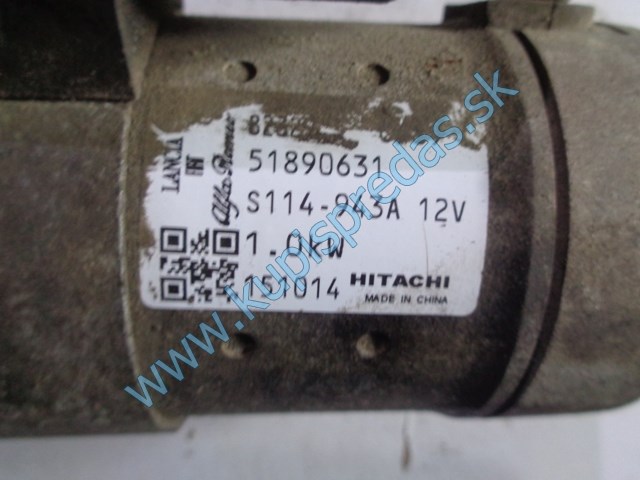 LANCIA
Alfa Romeo
51890631
S114-943A 12V
1.0kW
151014 HITACHI
MADE IN CHINA
www.kupispredas.sk